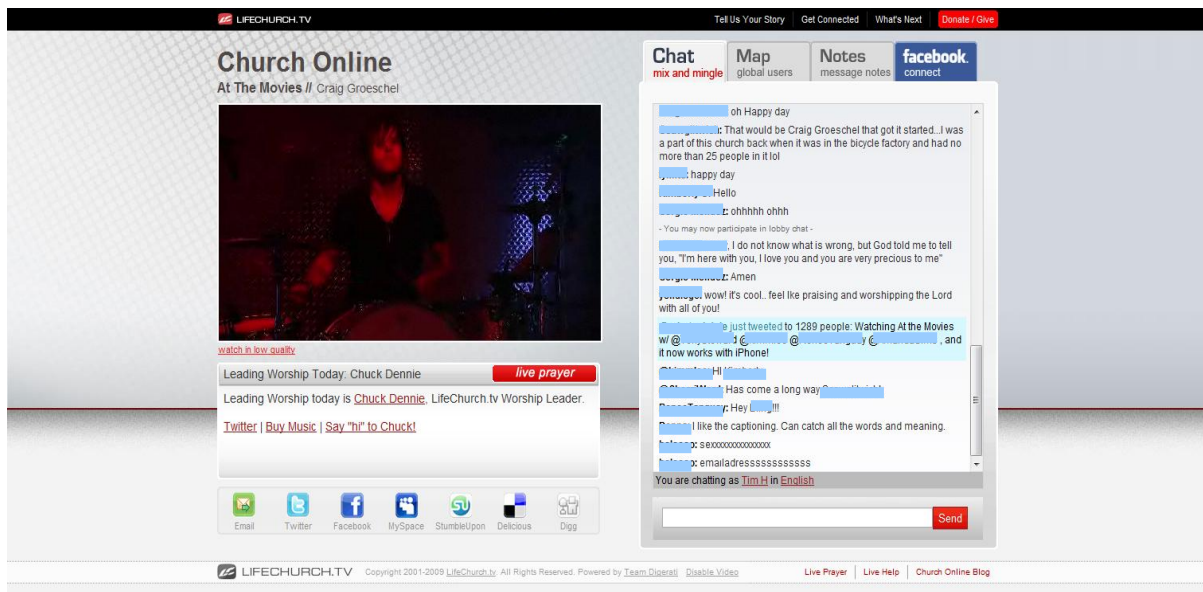 LIFECHURCH.TV
Tell Us Your Story
Get Connected
What's Next
Donate / Give
Church Online
At The Movies // Craig Groeschel
Chat
mix and mingle
Map
global users
Notes
message notes
facebook.
connect
oh Happy day
That would be Craig Groeschel that got it started...I was
a part of this church back when it was in the bicycle factory and had no
more than 25 people in it lol
happy day
Hello
ohhhhh ohhh
- You may now participate in lobby chat -
, I do not know what is wrong, but God told me to tell
you, "I'm here with you, I love you and you are very precious to me"
Amen
wow! it's cool.. feel lke praising and worshipping the Lord
with all of you!
just tweeted to 1289 people: Watching At the Movies
w/ @ @ @ @ , and
it now works with iPhone!
HI
Has come a long way
Hey !!!
I like the captioning. Can catch all the words and meaning.
sexxxxxxxxxxxxxx
emailadressssssssssss
You are chatting as Tim H in English
Send
watch in low quality
Leading Worship Today: Chuck Dennie
live prayer
Leading Worship today is Chuck Dennie, LifeChurch.tv Worship Leader.
Twitter | Buy Music | Say "hi" to Chuck!
Email
Twitter
Facebook
MySpace
StumbleUpon
Delicious
Digg
LIFECHURCH.TV
Copyright 2001-2009 LifeChurch.tv. All Rights Reserved. Powered by Team Digerati Disable Video
Live Prayer
Live Help
Church Online Blog